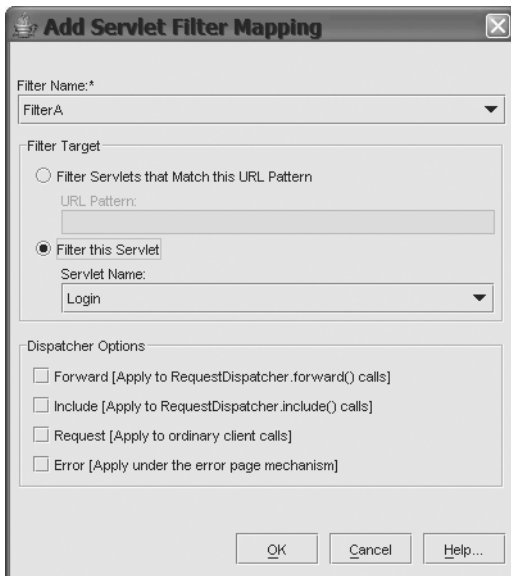 Add Servlet Filter Mapping
Filter Name:*
FilterA
Filter Target
Filter Servlets that Match this URL Pattern
URL Pattern:
Filter this Servlet
Servlet Name:
Login
Dispatcher Options
Forward [Apply to RequestDispatcher.forward() calls]
Include [Apply to RequestDispatcher.include() calls]
Request [Apply to ordinary client calls]
Error [Apply under the error page mechanism]
OK Cancel Help...